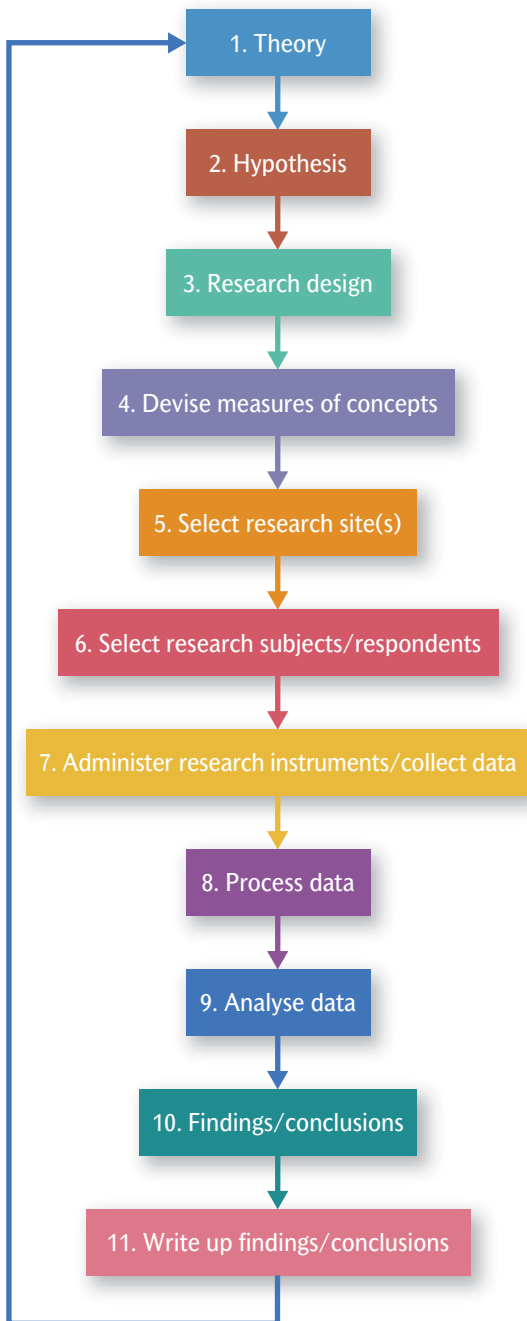 1. Theory
2. Hypothesis
3. Research design
4. Devise measures of concepts
5. Select research site(s)
6. Select research subjects/respondents
7. Administer research instruments/collect data
8. Process data
9. Analyse data
10. Findings/conclusions
11. Write up findings/conclusions